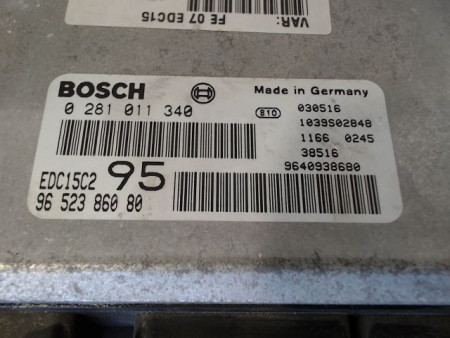 VAR:
FE 07 EDC15
BOSCH
Made in Germany
0 281 011 340
810
030516
1039S02848
1166 0245
38516
9640938680
EDC15C2 95
96 523 860 80